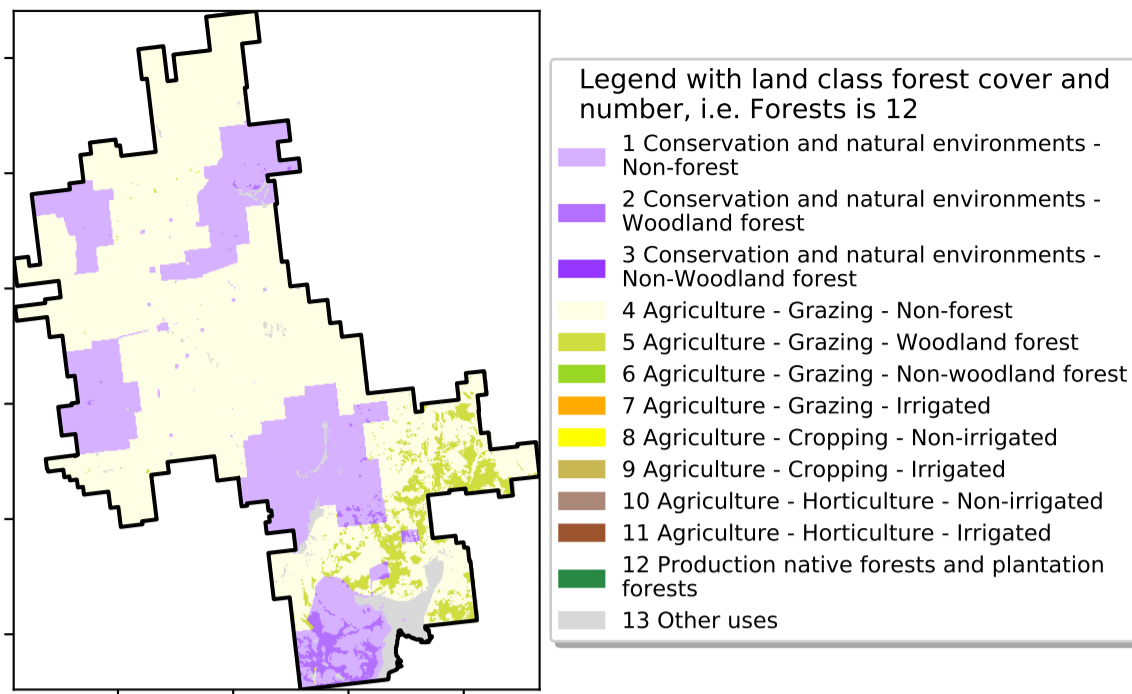 Legend with land class forest cover and
number, i.e. Forests is 12
1 Conservation and natural environments -
Non-forest
2 Conservation and natural environments -
Woodland forest
3 Conservation and natural environments -
Non-Woodland forest
4 Agriculture - Grazing - Non-forest
5 Agriculture - Grazing - Woodland forest
6 Agriculture - Grazing - Non-woodland forest
7 Agriculture - Grazing - Irrigated
8 Agriculture - Cropping - Non-irrigated
9 Agriculture - Cropping - Irrigated
10 Agriculture - Horticulture - Non-irrigated
11 Agriculture - Horticulture - Irrigated
12 Production native forests and plantation
forests
13 Other uses